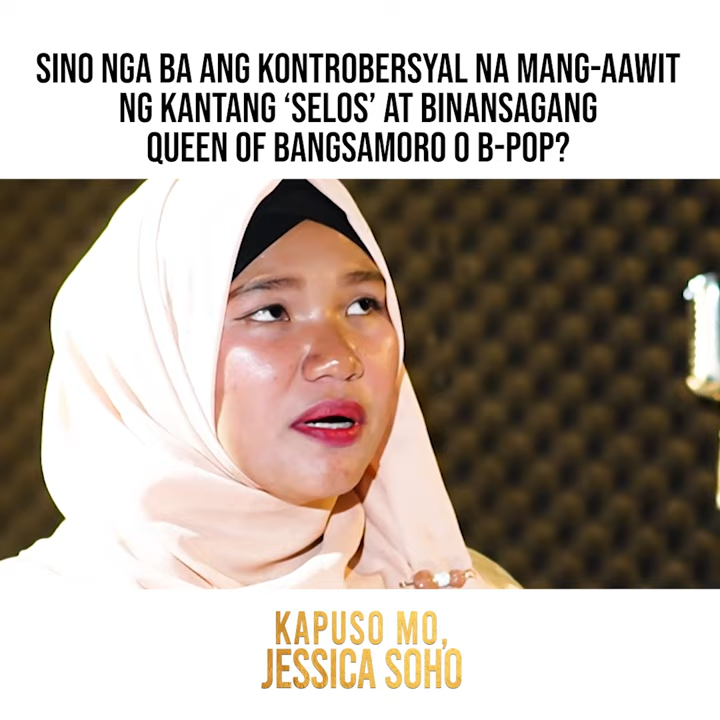 SINO NGA BA ANG KONTROBERSYAL NA MANG-AAWIT
NG KANTANG ‘SELOS’ AT BINANSAGANG
QUEEN OF BANGSAMORO O B-POP?
KAPUSO MO,
JESSICA SOHO